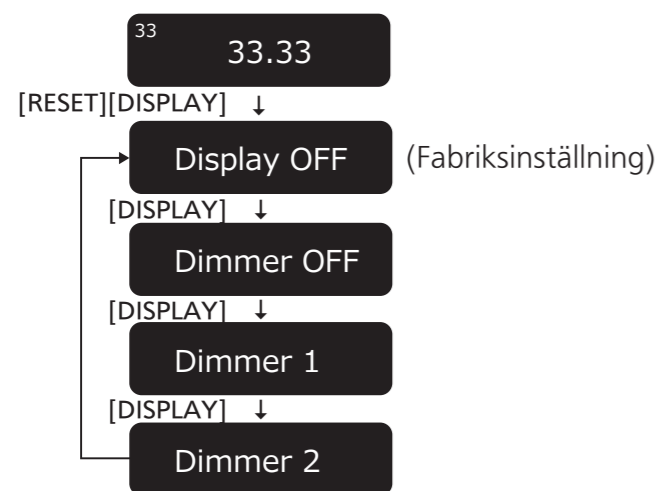 33
33.33
[RESET][DISPLAY] ↓
Display OFF (Fabriksinställning)
[DISPLAY] ↓
Dimmer OFF
[DISPLAY] ↓
Dimmer 1
[DISPLAY] ↓
Dimmer 2